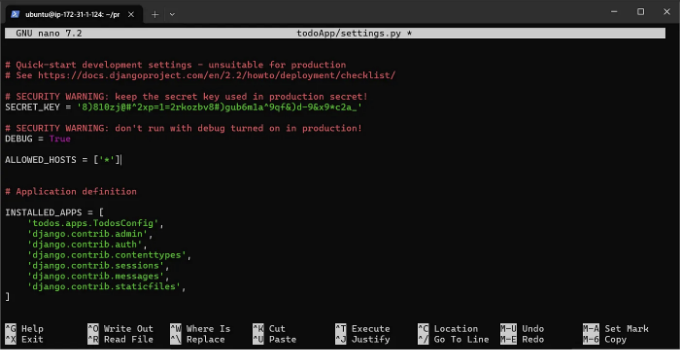 ubuntu@ip-172-31-1-124: ~/pr
GNU nano 7.2 todoApp/settings.py *
# Quick-start development settings - unsuitable for production
# See https://docs.djangoproject.com/en/2.2/howto/deployment/checklist/
# SECURITY WARNING: keep the secret key used in production secret!
SECRET_KEY = '8)810zj@#^2xp=1=2rkozbv8#)gub6m1a^9qf&)d-9&x9*c2a_'
# SECURITY WARNING: don't run with debug turned on in production!
DEBUG = True
ALLOWED_HOSTS = ['*']
# Application definition
INSTALLED_APPS = [
'todos.apps.TodosConfig',
'django.contrib.admin',
'django.contrib.auth',
'django.contrib.contenttypes',
'django.contrib.sessions',
'django.contrib.messages',
'django.contrib.staticfiles',
]
^G Help ^O Write Out ^W Where Is ^K Cut ^T Execute ^C Location M-U Undo M-A Set Mark
^X Exit ^R Read File ^\ Replace ^U Paste ^J Justify ^/ Go To Line M-E Redo M-6 Copy